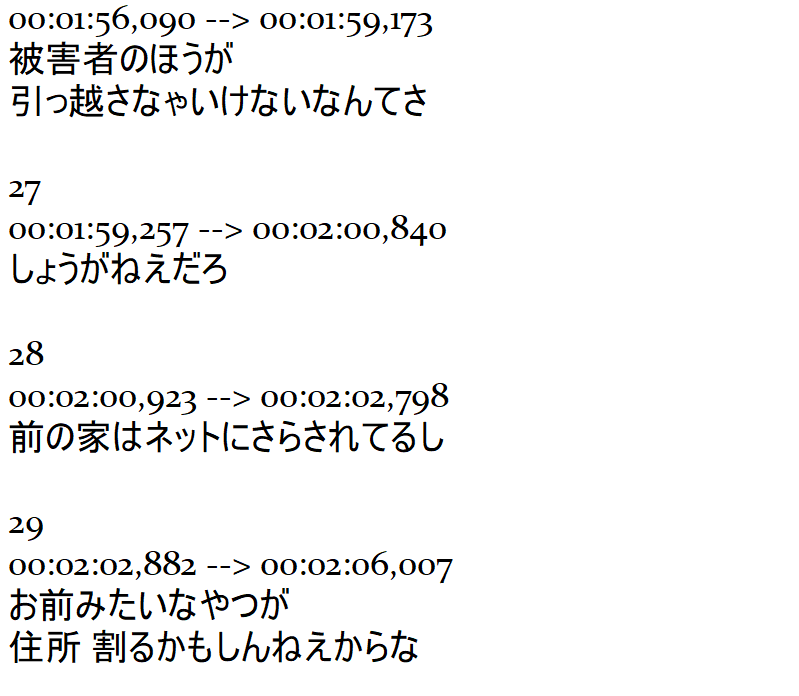 00:01:56,090 --> 00:01:59,173
被害者のほうが
引っ越さなゃいけないなんてさ

27
00:01:59,257 --> 00:02:00,840
しょうがねえだろ

28
00:02:00,923 --> 00:02:02,798
前の家はネットにさらされてるし

29
00:02:02,882 --> 00:02:06,007
お前みたいなやつが
住所 割るかもしんねえからな